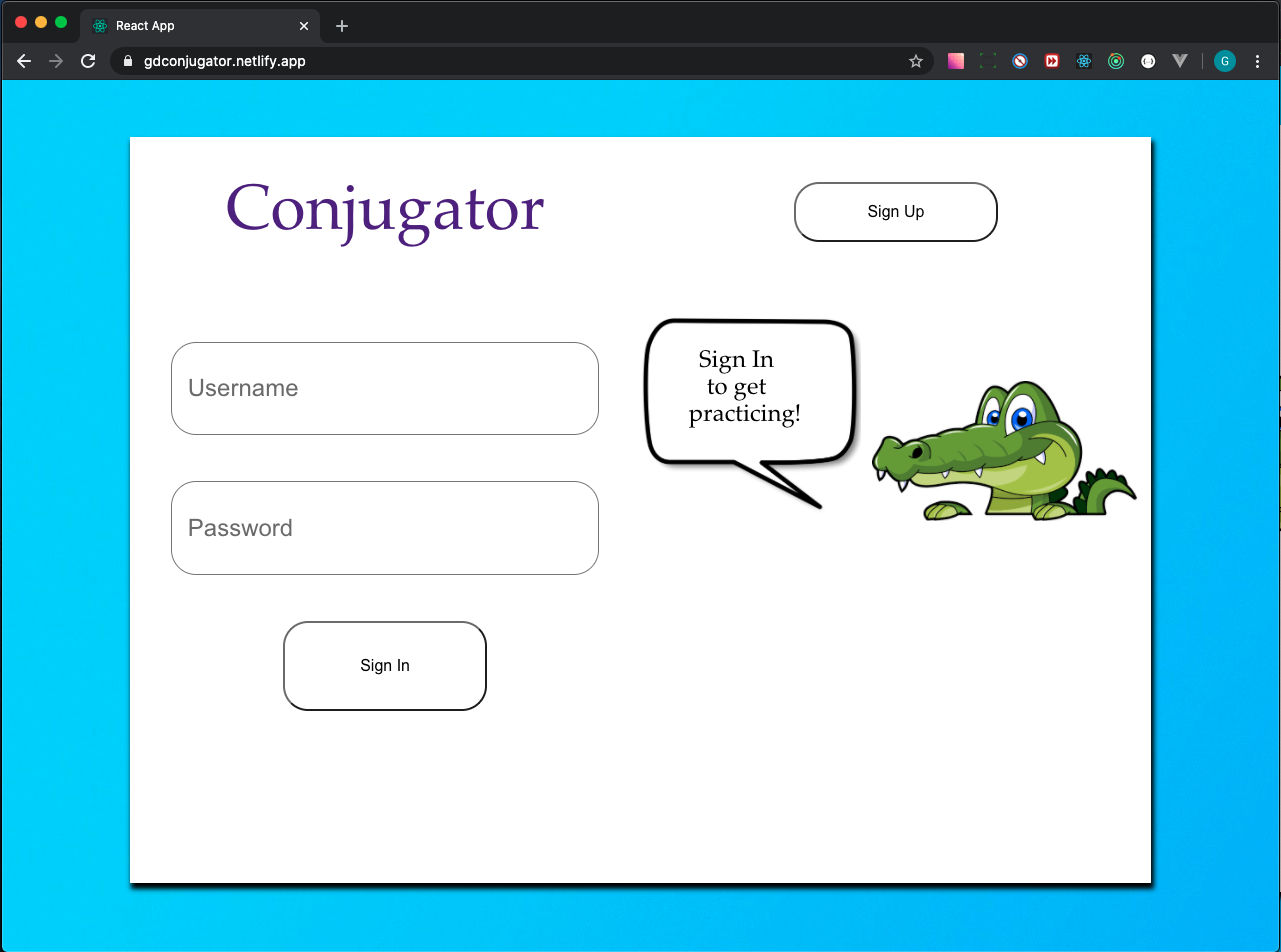 React App
gdconjugator.netlify.app
G
Conjugator
Sign Up
Username
Sign In
to get
practicing!
Password
Sign In